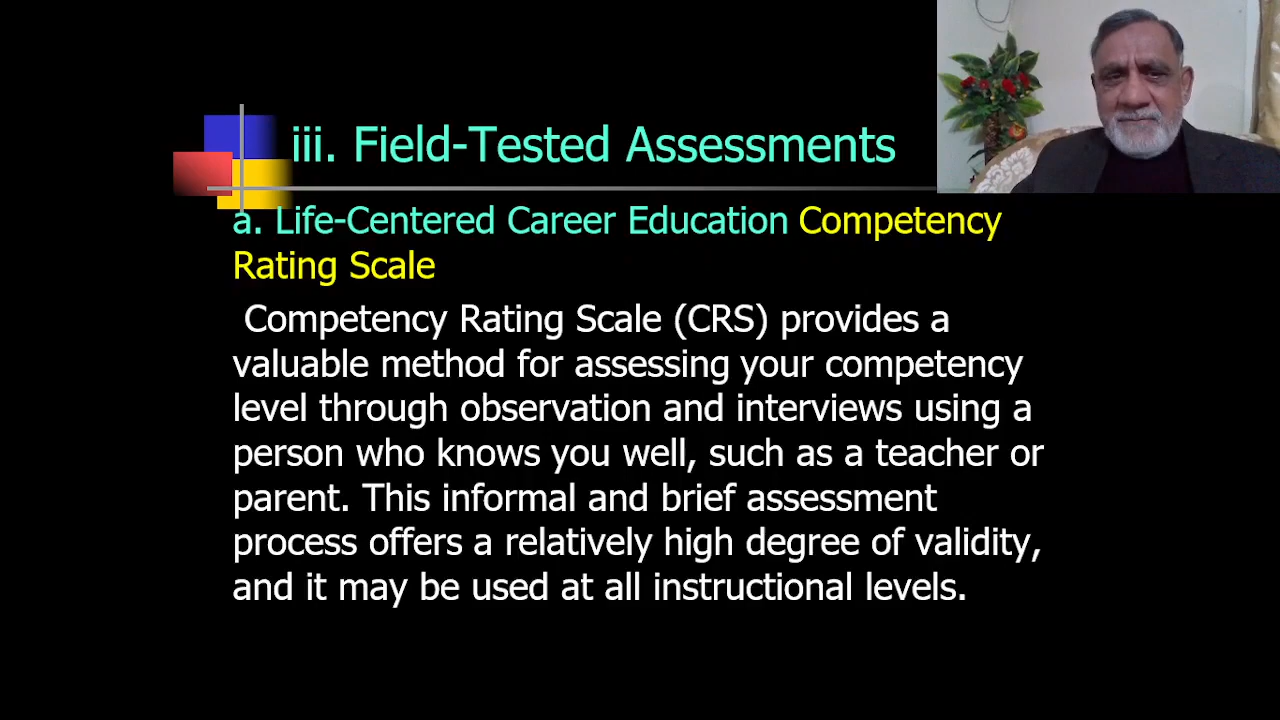 iii. Field-Tested Assessments
a. Life-Centered Career Education Competency
Rating Scale
Competency Rating Scale (CRS) provides a
valuable method for assessing your competency
level through observation and interviews using a
person who knows you well, such as a teacher or
parent. This informal and brief assessment
process offers a relatively high degree of validity,
and it may be used at all instructional levels.